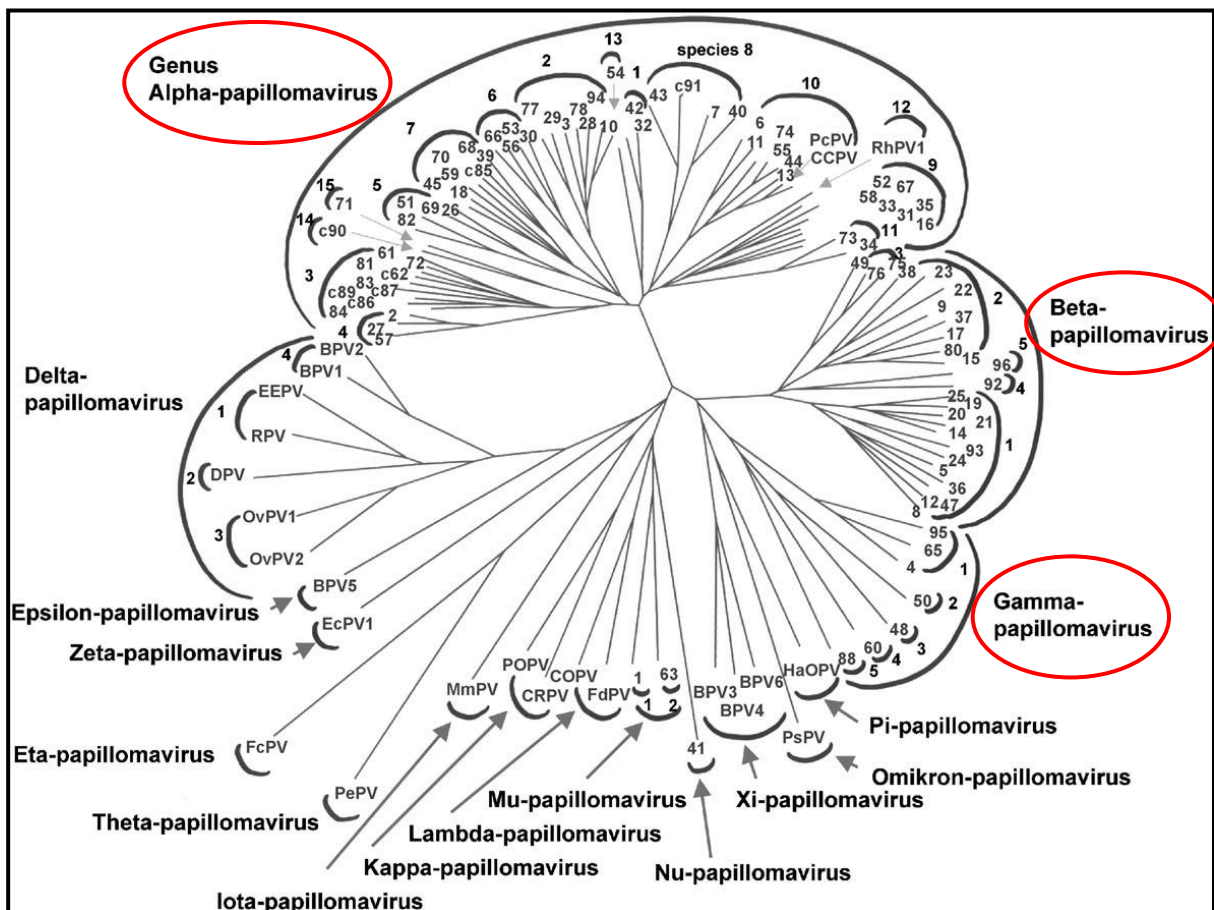 Genus
Alpha-papillomavirus
13
54
2
1
species 8
10
12
6
7
5
15
14
3
4
77
29
3
78
28
94
10
42
32
43
c91
7
40
6
11
74
55
44
13
PcPV
CCPV
RhPV1
9
52
67
58
33
31
35
16
11
73
34
66
53
56
30
68
39
c85
70
59
45
18
51
82
69
26
71
c90
61
81
72
c62
83
c87
c89
c86
84
2
27
57
3
49
76
75
38
23
22
2
9
37
17
80
15
5
96
92
4
25
19
20
21
14
93
24
5
36
12
47
8
1
Beta-
papillomavirus
95
65
4
1
50
2
48
3
60
4
88
5
Gamma-
papillomavirus
Delta-
papillomavirus
4
BPV2
BPV1
1
EEPV
RPV
2
DPV
3
OvPV1
OvPV2
BPV5
Epsilon-papillomavirus
EcPV1
Zeta-papillomavirus
FcPV
Eta-papillomavirus
PePV
Theta-papillomavirus
MmPV
Iota-papillomavirus
POPV
CRPV
Kappa-papillomavirus
COPV
FdPV
Lambda-papillomavirus
1
63
1
2
Mu-papillomavirus
41
Nu-papillomavirus
BPV3
BPV6
BPV4
Xi-papillomavirus
PsPV
Omikron-papillomavirus
HaOPV
Pi-papillomavirus